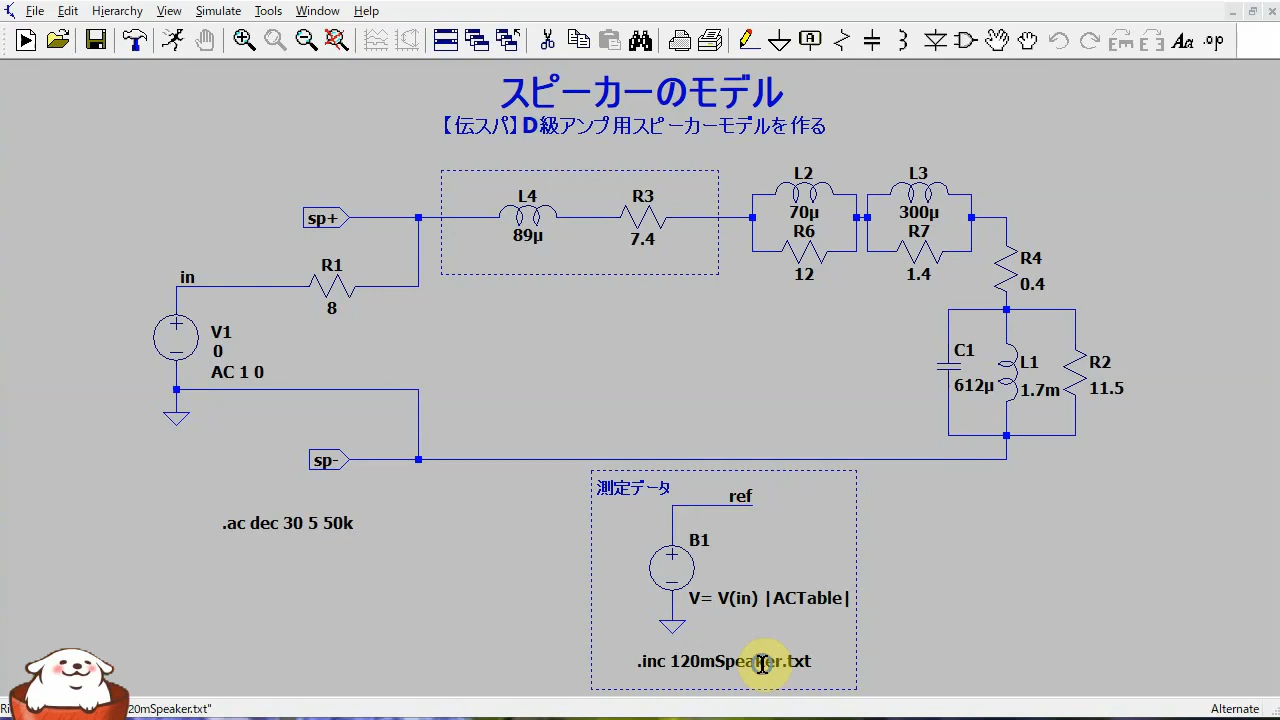 File Edit Hierarchy View Simulate Tools Window Help
Aa .op
スピーカーのモデル
【伝スパ】D級アンプ用スピーカーモデルを作る
sp+
L4
89μ
R3
7.4
L2
70μ
R6
12
L3
300μ
R7
1.4
R4
0.4
in
R1
8
V1
0
AC 1 0
C1
612μ
L1
1.7m
R2
11.5
sp-
.ac dec 30 5 50k
測定データ
ref
B1
V= V(in) |ACTable|
.inc 120mSpeaker.txt
20mSpeaker.txt"
Alternate